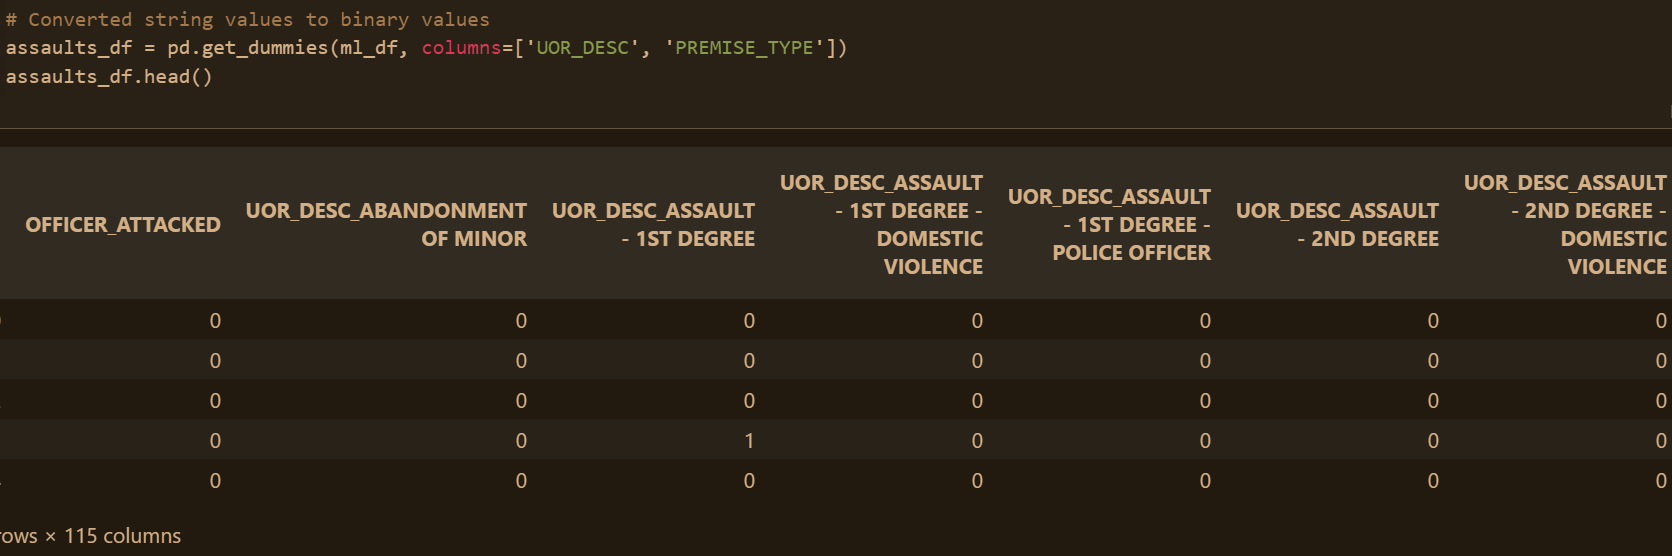 # Converted string values to binary values
assaults_df = pd.get_dummies(ml_df, columns=['UOR_DESC', 'PREMISE_TYPE'])
assaults_df.head()
OFFICER_ATTACKED
UOR_DESC_ABANDONMENT
OF MINOR
UOR_DESC_ASSAULT
- 1ST DEGREE
UOR_DESC_ASSAULT
- 1ST DEGREE -
DOMESTIC
VIOLENCE
UOR_DESC_ASSAULT
- 1ST DEGREE -
POLICE OFFICER
UOR_DESC_ASSAULT
- 2ND DEGREE
UOR_DESC_ASSAULT
- 2ND DEGREE -
DOMESTIC
VIOLENCE
0 0 0 0 0 0 0
0 0 0 0 0 0 0
0 0 0 0 0 0 0
0 0 1 0 0 0 0
0 0 0 0 0 0 0
rows × 115 columns